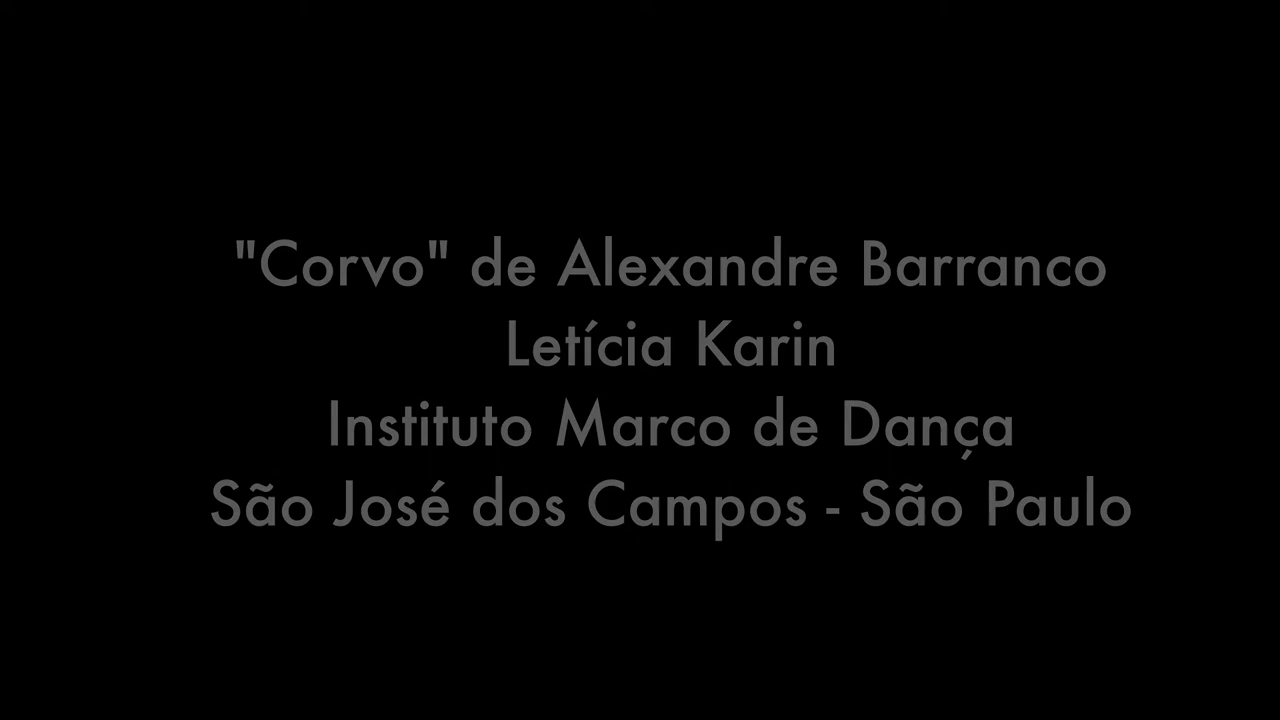 "Corvo" de Alexandre Barranco
Letícia Karin
Instituto Marco de Dança
São José dos Campos - São Paulo